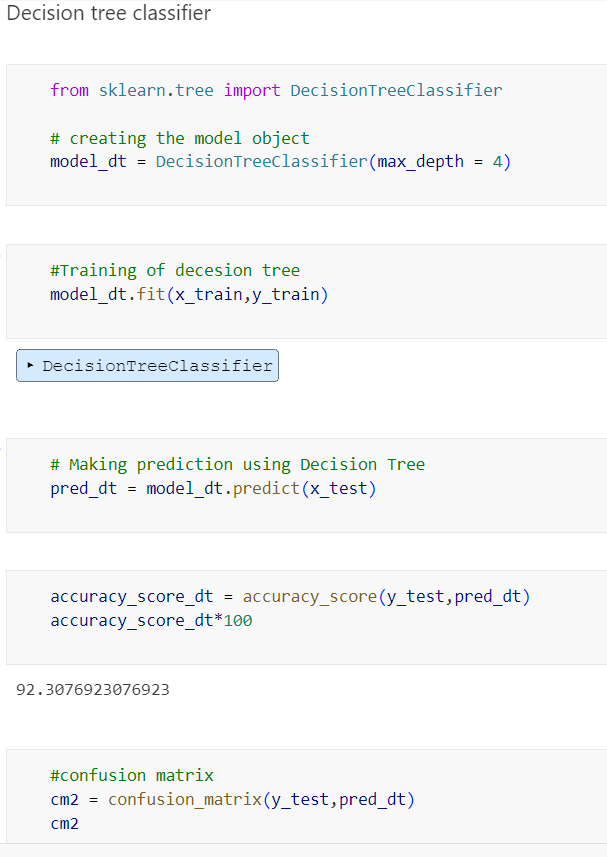 Decision tree classifier
from sklearn.tree import DecisionTreeClassifier
# creating the model object
model_dt = DecisionTreeClassifier(max_depth = 4)
#Training of decesion tree
model_dt.fit(x_train,y_train)
▸ DecisionTreeClassifier
# Making prediction using Decision Tree
pred_dt = model_dt.predict(x_test)
accuracy_score_dt = accuracy_score(y_test,pred_dt)
accuracy_score_dt*100
92.3076923076923
#confusion matrix
cm2 = confusion_matrix(y_test,pred_dt)
cm2